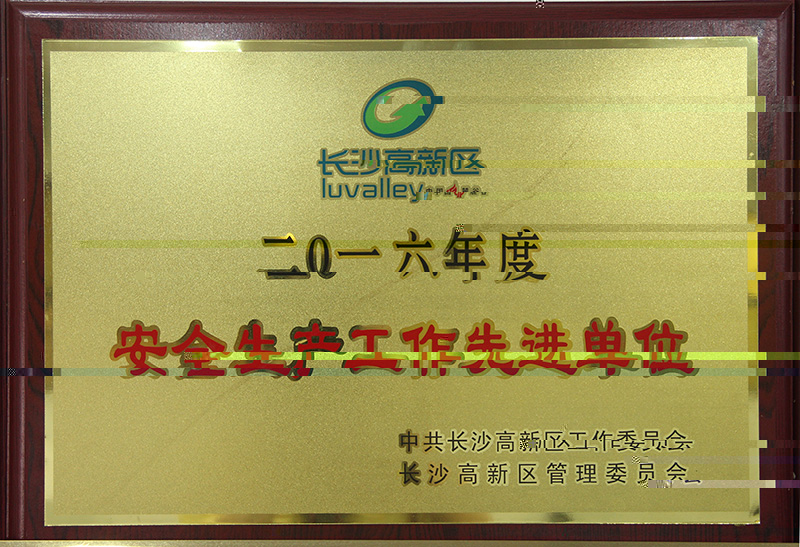 长沙高新区
luvalley
二0一六年度
安全生产工作先进单位
中共长沙高新区工作委员会
长沙高新区管理委员会